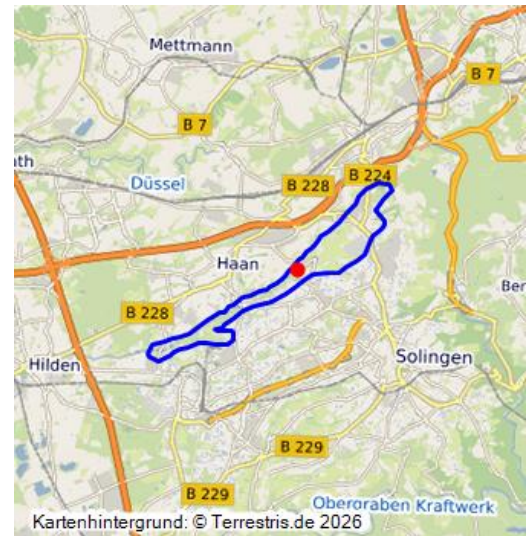 Mettmann
B 7
B 7
ath
Düssel
B 224
B 228
Haan
Ber
B 228
Hilden
Solingen
B 229
B 229
Obergraben Kraftwerk
Kartenhintergrund: © Terrestris.de 2026